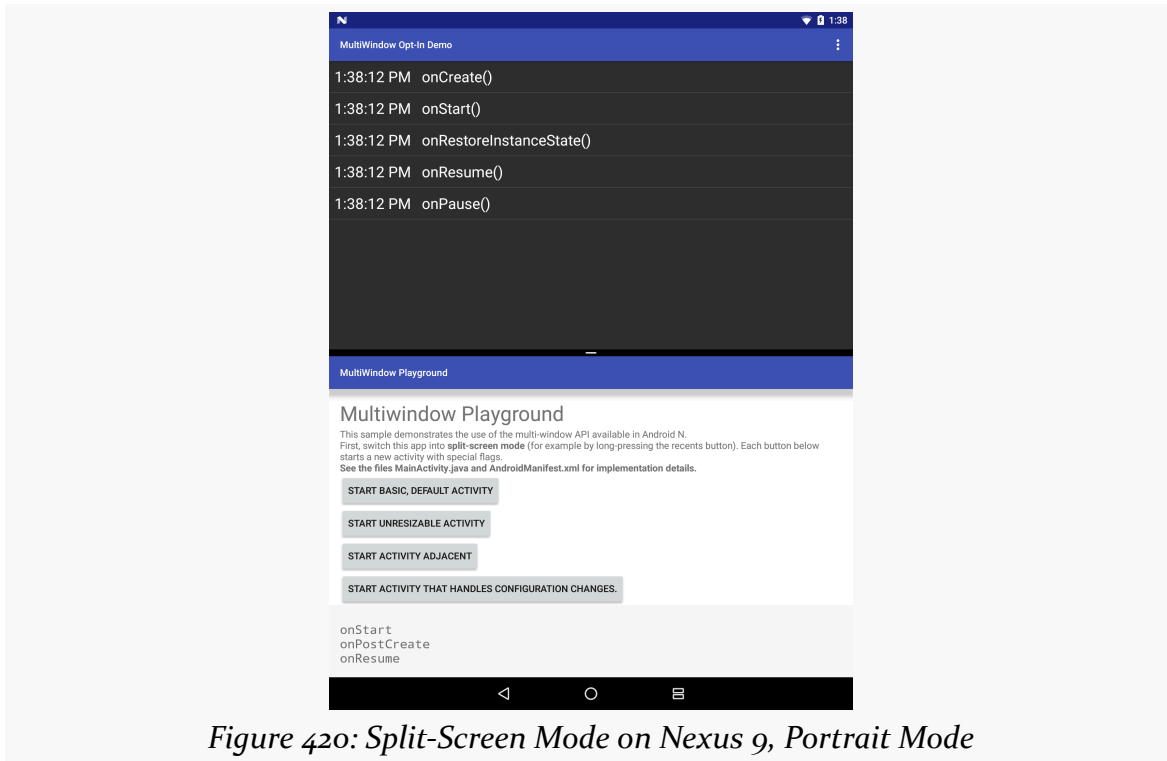 1:38
MultiWindow Opt-In Demo
1:38:12 PM onCreate()
1:38:12 PM onStart()
1:38:12 PM onRestoreInstanceState()
1:38:12 PM onResume()
1:38:12 PM onPause()
MultiWindow Playground
Multiwindow Playground
This sample demonstrates the use of the multi-window API available in Android N.
First, switch this app into split-screen mode (for example by long-pressing the recents button). Each button below
starts a new activity with special flags.
See the files MainActivity.java and AndroidManifest.xml for implementation details.
START BASIC, DEFAULT ACTIVITY
START UNRESIZABLE ACTIVITY
START ACTIVITY ADJACENT
START ACTIVITY THAT HANDLES CONFIGURATION CHANGES.
onStart
onPostCreate
onResume
Figure 420: Split-Screen Mode on Nexus 9, Portrait Mode